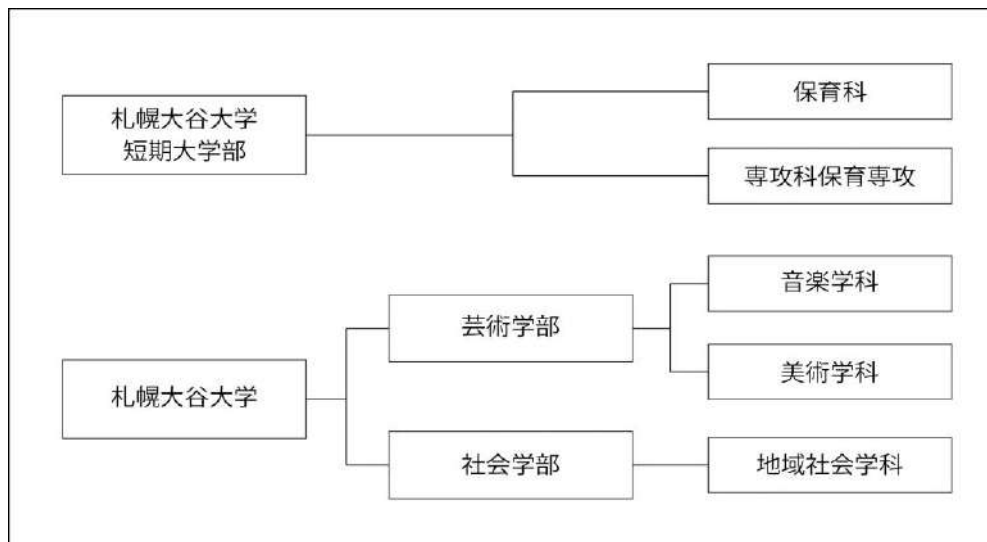 札幌大谷大学
短期大学部
保育科
専攻科保育専攻
札幌大谷大学
芸術学部
音楽学科
美術学科
社会学部
地域社会学科